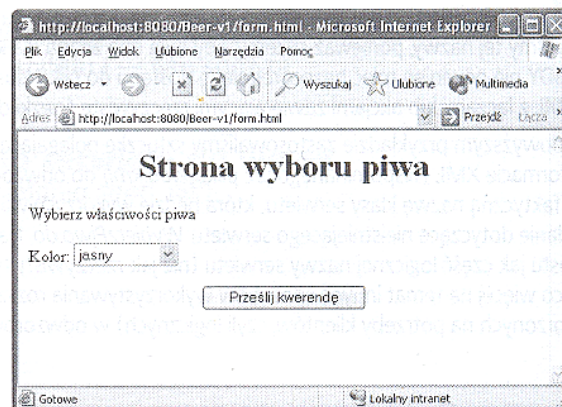 http://localhost:8080/Beer-v1/form.html - Microsoft Internet Explorer
Plik Edycja Widok Ulubione Narzędzia Pomoc
Wstecz Wyszukaj Ulubione Multimedia
Adres http://localhost:8080/Beer-v1/form.html Przejdź Łącza
Strona wyboru piwa
Wybierz właściwości piwa
Kolor: jasny
Prześlij kwerendę
Gotowe Lokalny intranet